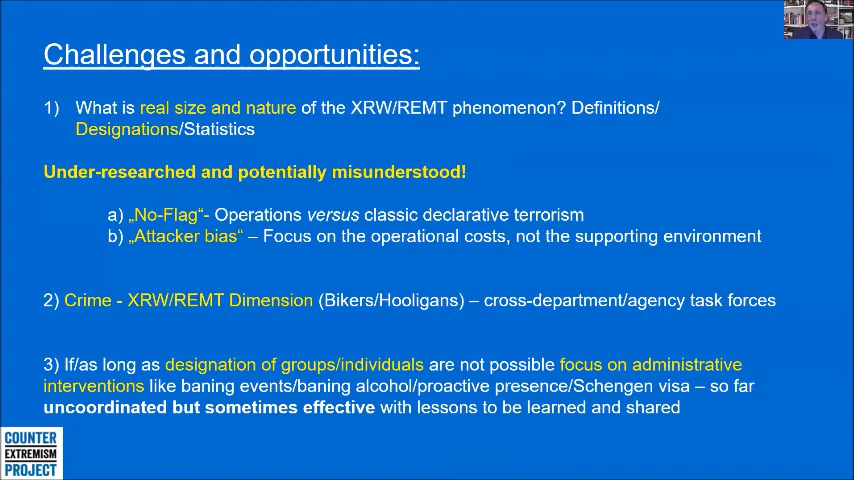 Challenges and opportunities:
1) What is real size and nature of the XRW/REMT phenomenon? Definitions/
Designations/Statistics
Under-researched and potentially misunderstood!
a) „No-Flag“- Operations versus classic declarative terrorism
b) „Attacker bias“ – Focus on the operational costs, not the supporting environment
2) Crime - XRW/REMT Dimension (Bikers/Hooligans) – cross-department/agency task forces
3) If/as long as designation of groups/individuals are not possible focus on administrative
interventions like baning events/baning alcohol/proactive presence/Schengen visa – so far
uncoordinated but sometimes effective with lessons to be learned and shared
COUNTER
EXTREMISM
PROJECT